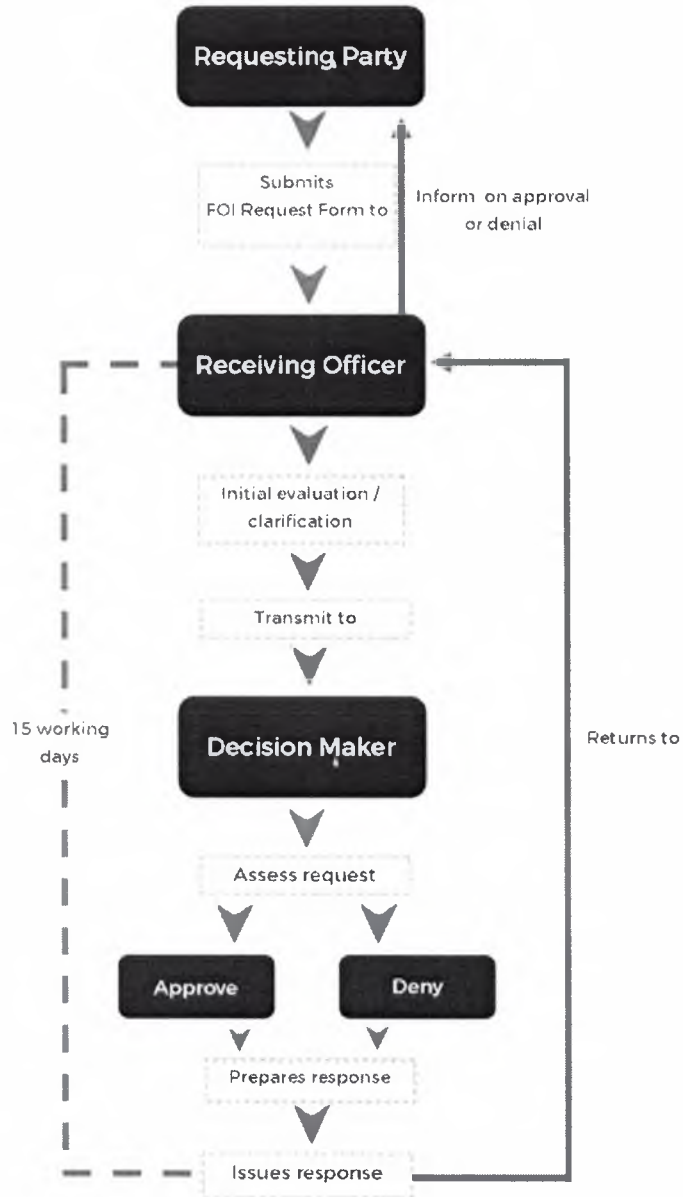 Requesting Party
Submits
FOI Request Form to
Inform on approval
or denial
Receiving Officer
Initial evaluation /
clarification
Transmit to
15 working
days
Decision Maker
Returns to
Assess request
Approve
Deny
Prepares response
Issues response